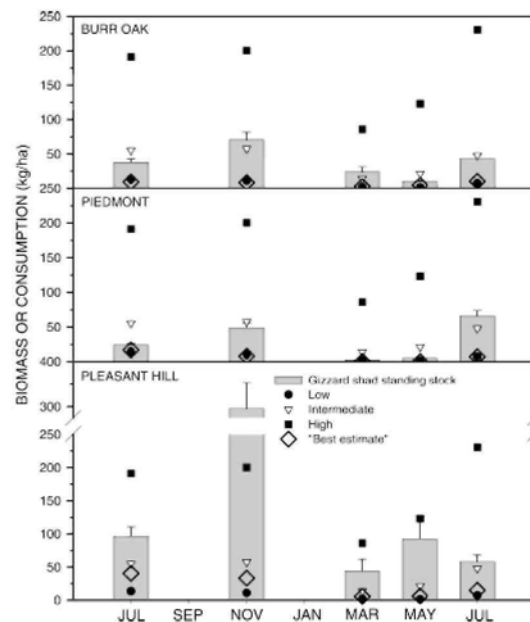 BIOMASS OR CONSUMPTION (kg/ha)
250
BURR OAK
200
150
100
50
250
PIEDMONT
200
150
100
50
400
PLEASANT HILL
300
250
200
150
100
50
0
Gizzard shad standing stock
Low
Intermediate
High
"Best estimate"
JUL SEP NOV JAN MAR MAY JUL